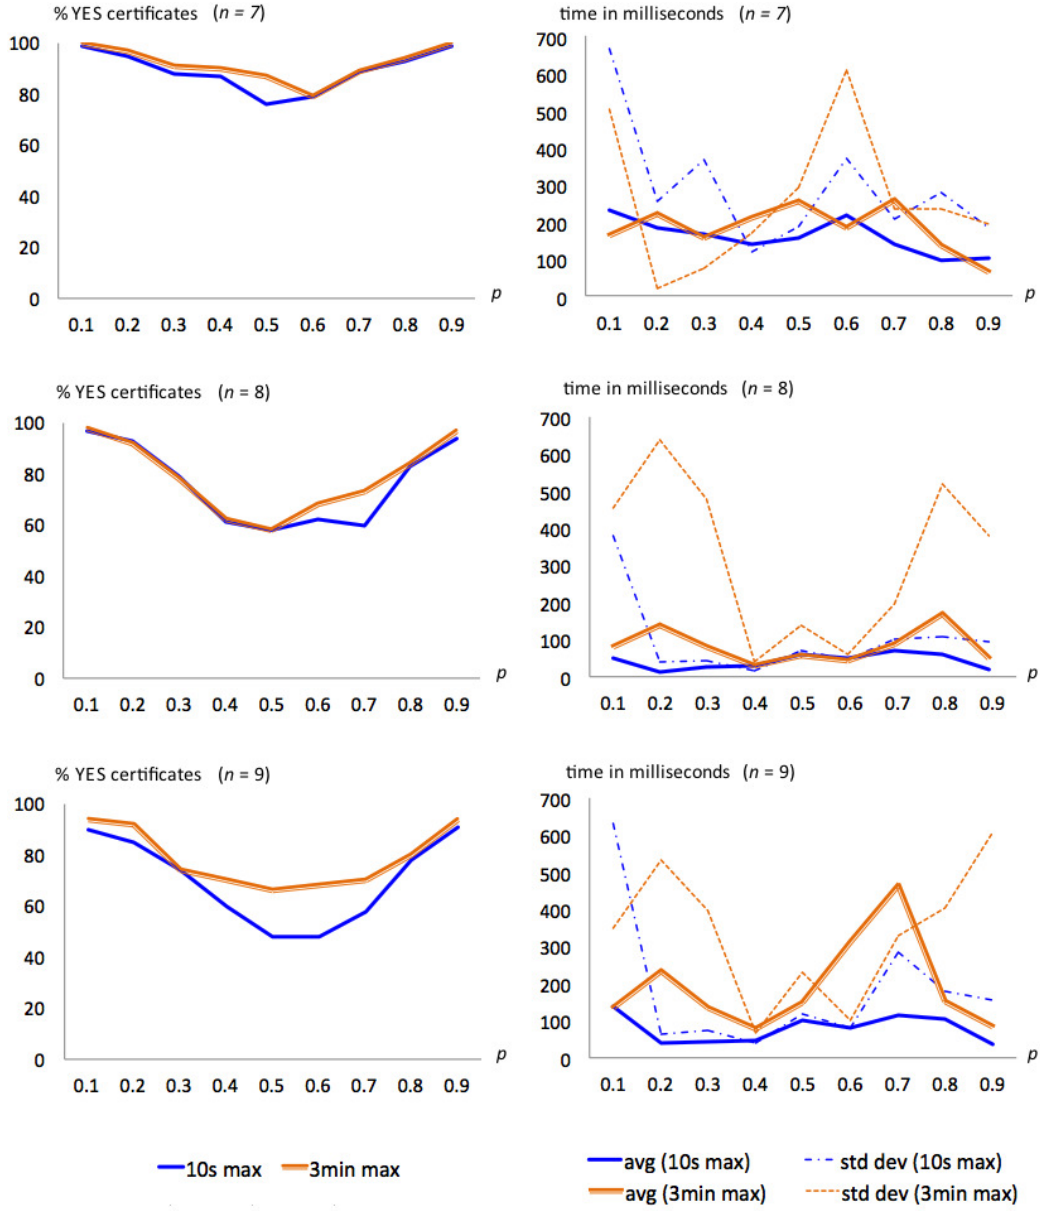 % YES certificates (n = 7)
100
80
60
40
20
0
p
0.1 0.2 0.3 0.4 0.5 0.6 0.7 0.8 0.9
time in milliseconds (n = 7)
700
600
500
400
300
200
100
0
p
0.1 0.2 0.3 0.4 0.5 0.6 0.7 0.8 0.9
% YES certificates (n = 8)
100
80
60
40
20
0
p
0.1 0.2 0.3 0.4 0.5 0.6 0.7 0.8 0.9
time in milliseconds (n = 8)
700
600
500
400
300
200
100
0
p
0.1 0.2 0.3 0.4 0.5 0.6 0.7 0.8 0.9
% YES certificates (n = 9)
100
80
60
40
20
0
p
0.1 0.2 0.3 0.4 0.5 0.6 0.7 0.8 0.9
time in milliseconds (n = 9)
700
600
500
400
300
200
100
0
p
0.1 0.2 0.3 0.4 0.5 0.6 0.7 0.8 0.9
10s max 3min max
avg (10s max) std dev (10s max)
avg (3min max) std dev (3min max)